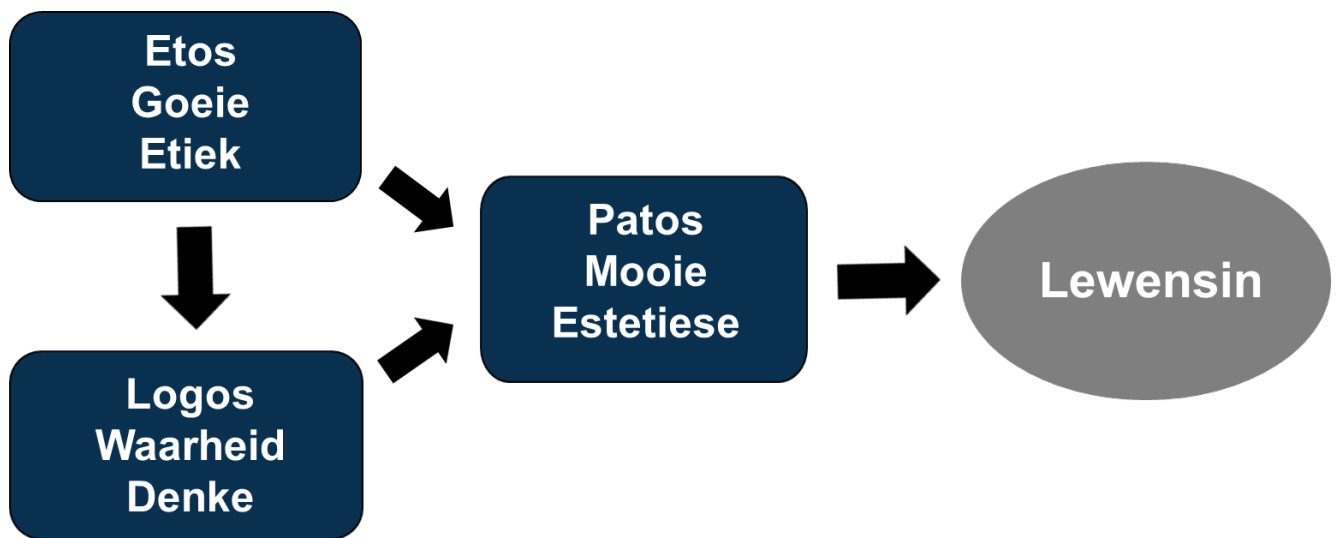 Etos
Goeie
Etiek
Logos
Waarheid
Denke
Patos
Mooie
Estetiese
Lewensin